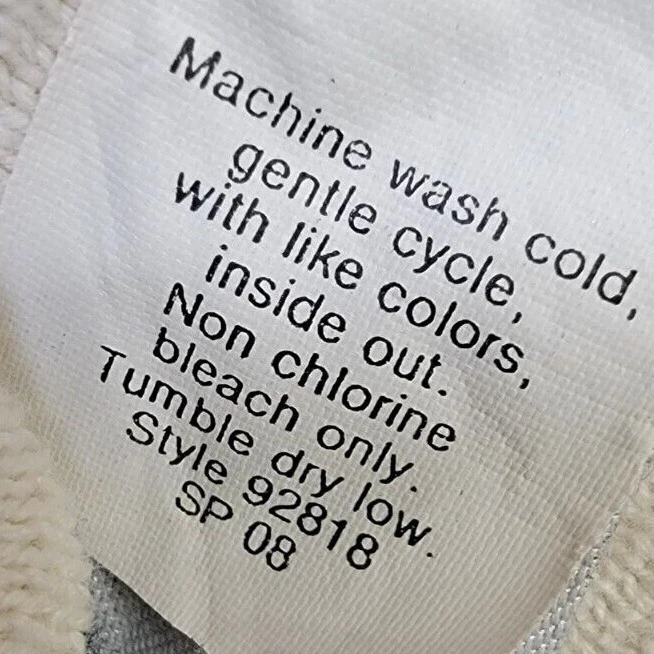 Machine wash cold,
gentle cycle,
with like colors,
inside out.
Non chlorine
bleach only.
Tumble dry low.
Style 92818
SP 08